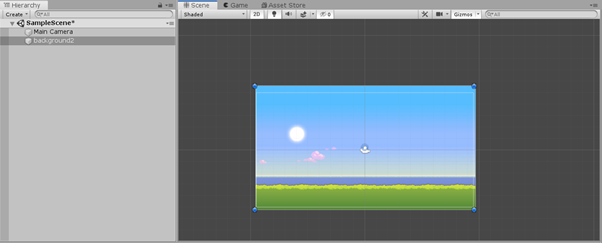 Hierarchy
Create
All
SampleScene*
Main Camera
background2
Scene
Game
Asset Store
Shaded
2D
0
Gizmos
All